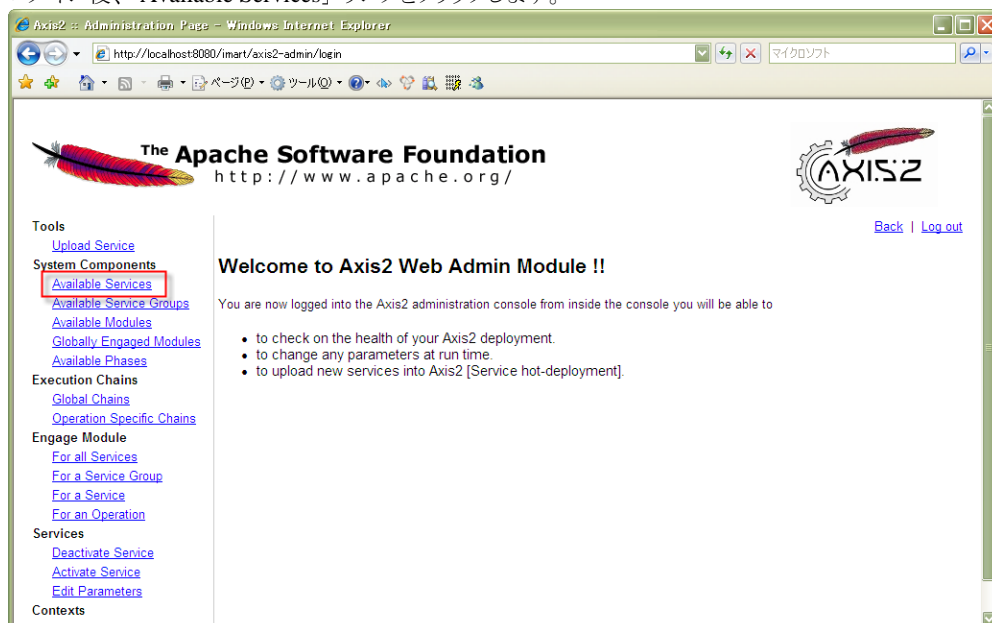 Axis2 :: Administration Page - Windows Internet Explorer
http://localhost:8080/imart/axis2-admin/login
マイクロソフト
ページ(P)
ツール(O)
The Apache Software Foundation
http://www.apache.org/
AXIS2
Back | Log out
Tools
Upload Service
System Components
Available Services
Available Service Groups
Available Modules
Globally Engaged Modules
Available Phases
Execution Chains
Global Chains
Operation Specific Chains
Engage Module
For all Services
For a Service Group
For a Service
For an Operation
Services
Deactivate Service
Activate Service
Edit Parameters
Contexts
Welcome to Axis2 Web Admin Module !!
You are now logged into the Axis2 administration console from inside the console you will be able to
to check on the health of your Axis2 deployment.
to change any parameters at run time.
to upload new services into Axis2 [Service hot-deployment].